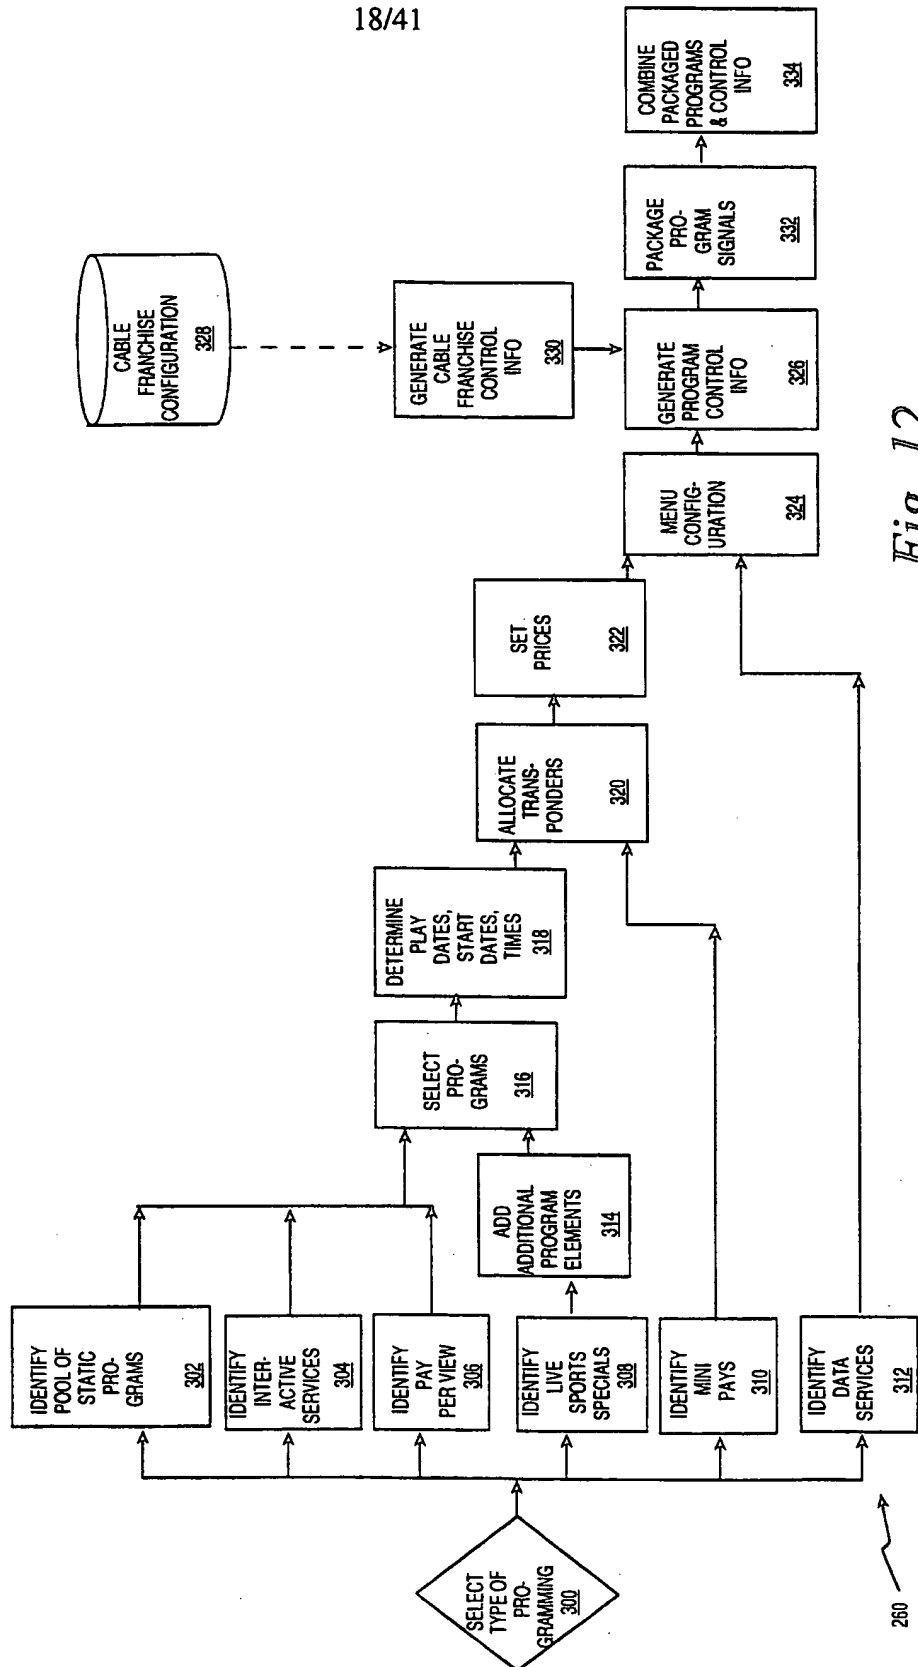 18/41
SELECT
TYPE OF
PRO-
GRAMMING
300
IDENTIFY
POOL OF
STATIC
PRO-
GRAMS
302
IDENTIFY
INTER-
ACTIVE
SERVICES
304
IDENTIFY
PAY
PER VIEW
306
IDENTIFY
LIVE
SPORTS
SPECIALS
308
IDENTIFY
MINI
PAYS
310
IDENTIFY
DATA
SERVICES
312
ADD
ADDITIONAL
PROGRAM
ELEMENTS
314
SELECT
PRO-
GRAMS
316
DETERMINE
PLAY
DATES,
START
DATES,
TIMES
318
ALLOCATE
TRANS-
PONDERS
320
SET
PRICES
322
MENU
CONFIG-
URATION
324
CABLE
FRANCHISE
CONFIGURATION
328
GENERATE
CABLE
FRANCHISE
CONTROL
INFO
330
GENERATE
PROGRAM
CONTROL
INFO
326
PACKAGE
PRO-
GRAM
SIGNALS
332
COMBINE
PACKAGED
PROGRAMS
& CONTROL
INFO
334
260
Fig. 12